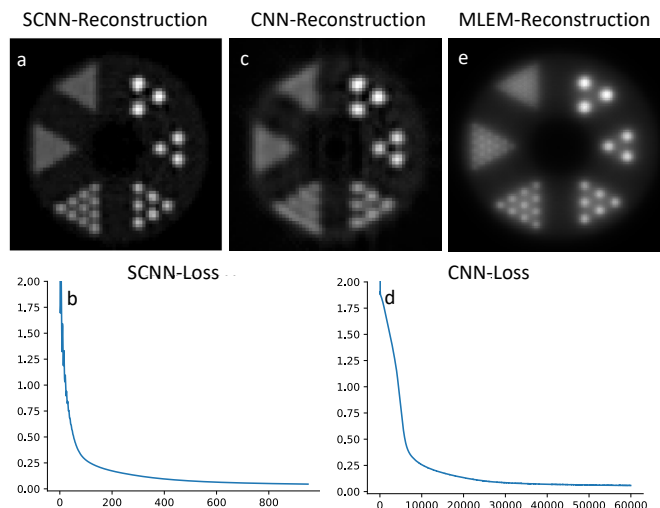 SCNN-Reconstruction CNN-Reconstruction MLEM-Reconstruction
a c e
SCNN-Loss CNN-Loss
b d
2.00 2.00
1.75 1.75
1.50 1.50
1.25 1.25
1.00 1.00
0.75 0.75
0.50 0.50
0.25 0.25
0.00 0.00
0 200 400 600 800 0 10000 20000 30000 40000 50000 60000